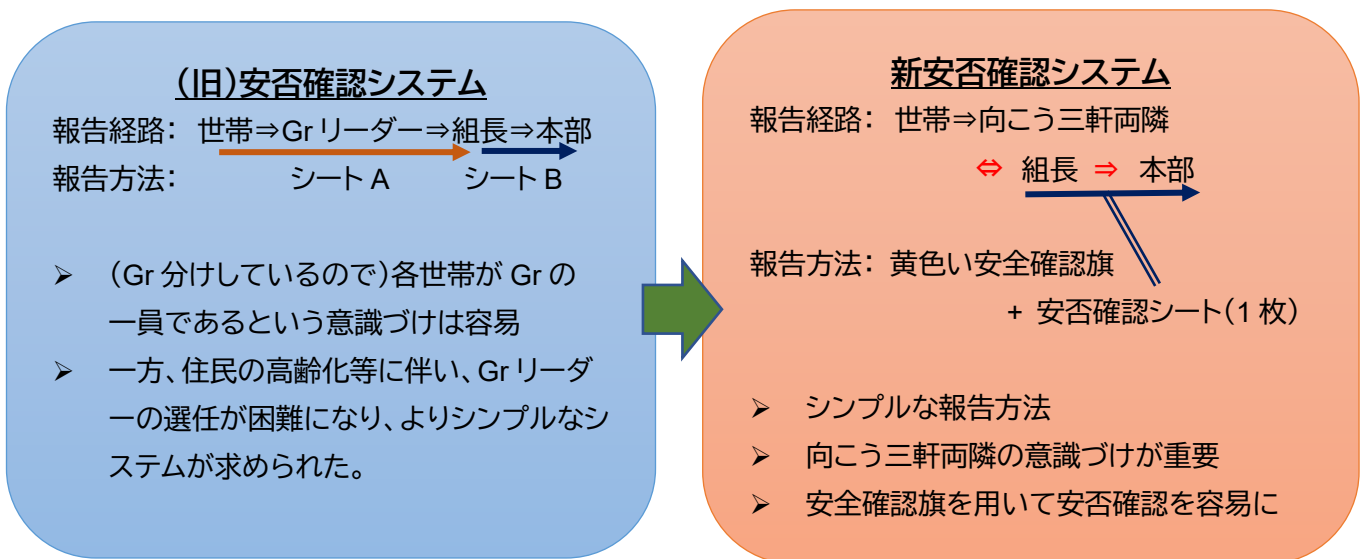 (旧)安否確認システム
報告経路: 世帯⇒Gr リーダー⇒組長⇒本部
報告方法: シート A シート B
➢ (Gr 分けしているので)各世帯が Gr の
一員であるという意識づけは容易
➢ 一方、住民の高齢化等に伴い、Gr リーダ
ーの選任が困難になり、よりシンプルなシ
ステムが求められた。
新安否確認システム
報告経路: 世帯⇒向こう三軒両隣
⇔ 組長 ⇒ 本部
報告方法: 黄色い安全確認旗
+ 安否確認シート(1 枚)
➢ シンプルな報告方法
➢ 向こう三軒両隣の意識づけが重要
➢ 安全確認旗を用いて安否確認を容易に